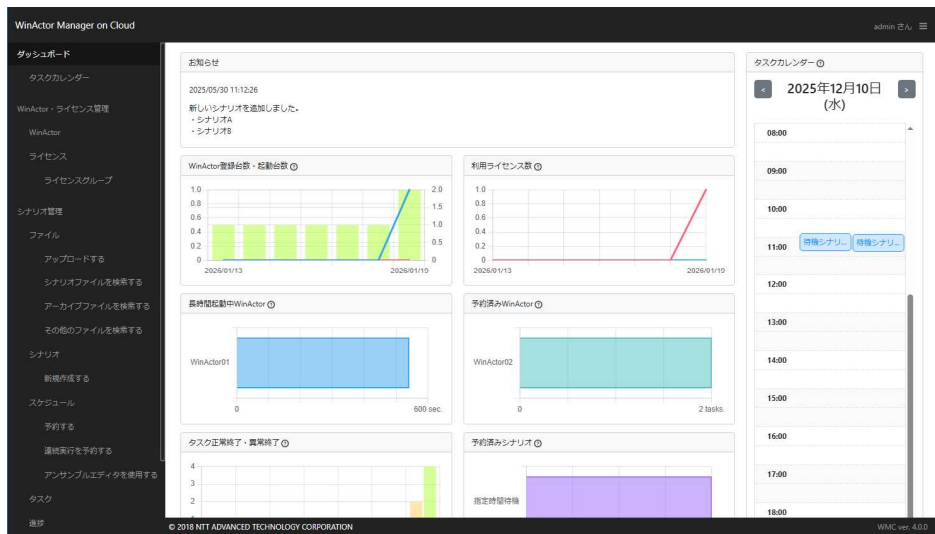 WinActor Manager on Cloud
admin さん
ダッシュボード
タスクカレンダー
WinActor・ライセンス管理
WinActor
ライセンス
ライセンスグループ
シナリオ管理
ファイル
アップロードする
シナリオファイルを検索する
アーカイブファイルを検索する
その他のファイルを検索する
シナリオ
新規作成する
スケジュール
予約する
連続実行を予約する
アンサンブルエディタを使用する
タスク
進捗
お知らせ
2025/05/30 11:12:26
新しいシナリオを追加しました。
・シナリオA
・シナリオB
WinActor登録台数・起動台数
1.0
0.8
0.6
0.4
0.2
0
2.0
1.5
1.0
0.5
0
2026/01/13
2026/01/19
利用ライセンス数
1.0
0.8
0.6
0.4
0.2
0
2026/01/13
2026/01/19
長時間起動中WinActor
WinActor01
0
600 sec.
予約済みWinActor
WinActor02
0
2 tasks.
タスク正常終了・異常終了
4
3
2
予約済みシナリオ
指定時間待機
タスクカレンダー
<
2025年12月10日
(水)
>
08:00
09:00
10:00
11:00
待機シナリ...
待機シナリ...
12:00
13:00
14:00
15:00
16:00
17:00
18:00
© 2018 NTT ADVANCED TECHNOLOGY CORPORATION
WMC ver. 4.0.0